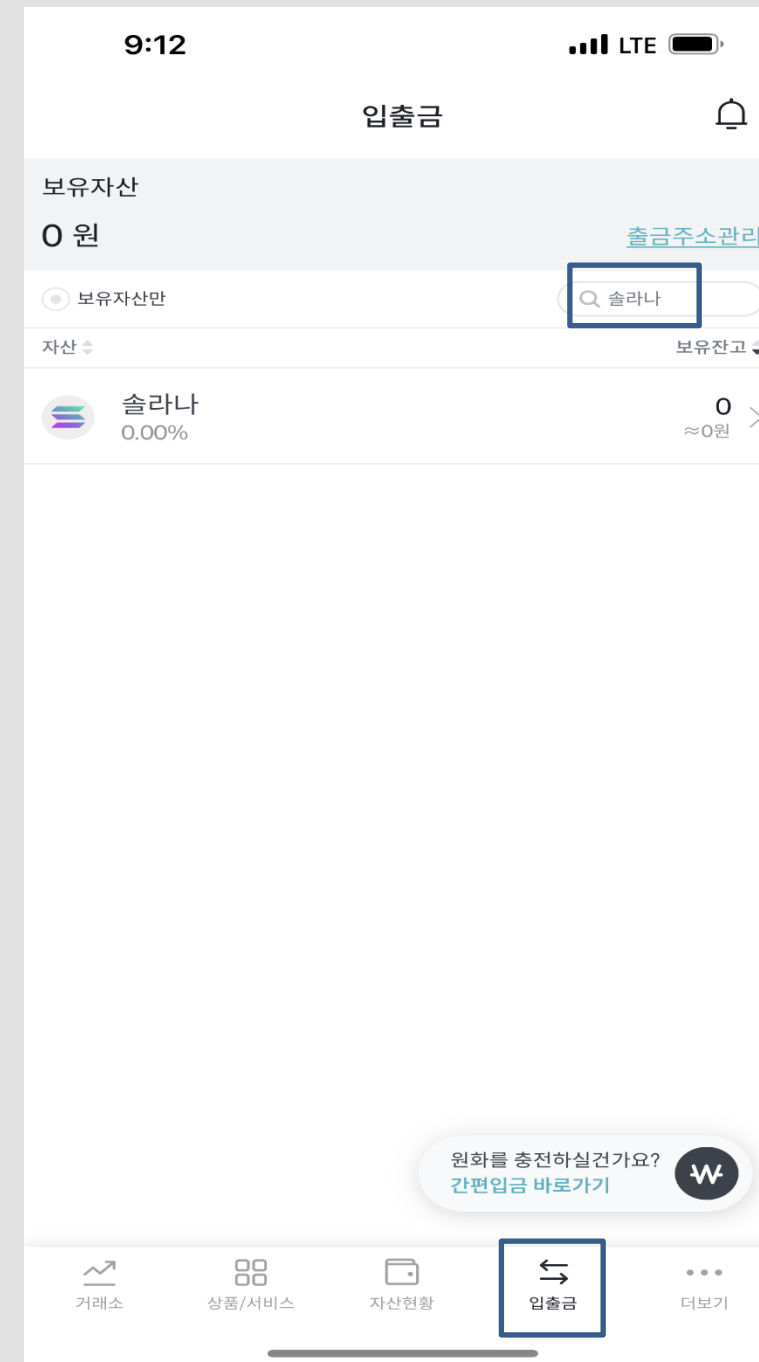 9:12 LTE
입출금
보유자산
0 원 출금주소관리
보유자산만 솔라나
자산 보유잔고
솔라나 0
0.00% ≈0원
원화를 충전하실건가요?
간편입금 바로가기
거래소 상품/서비스 자산현황 입출금 더보기